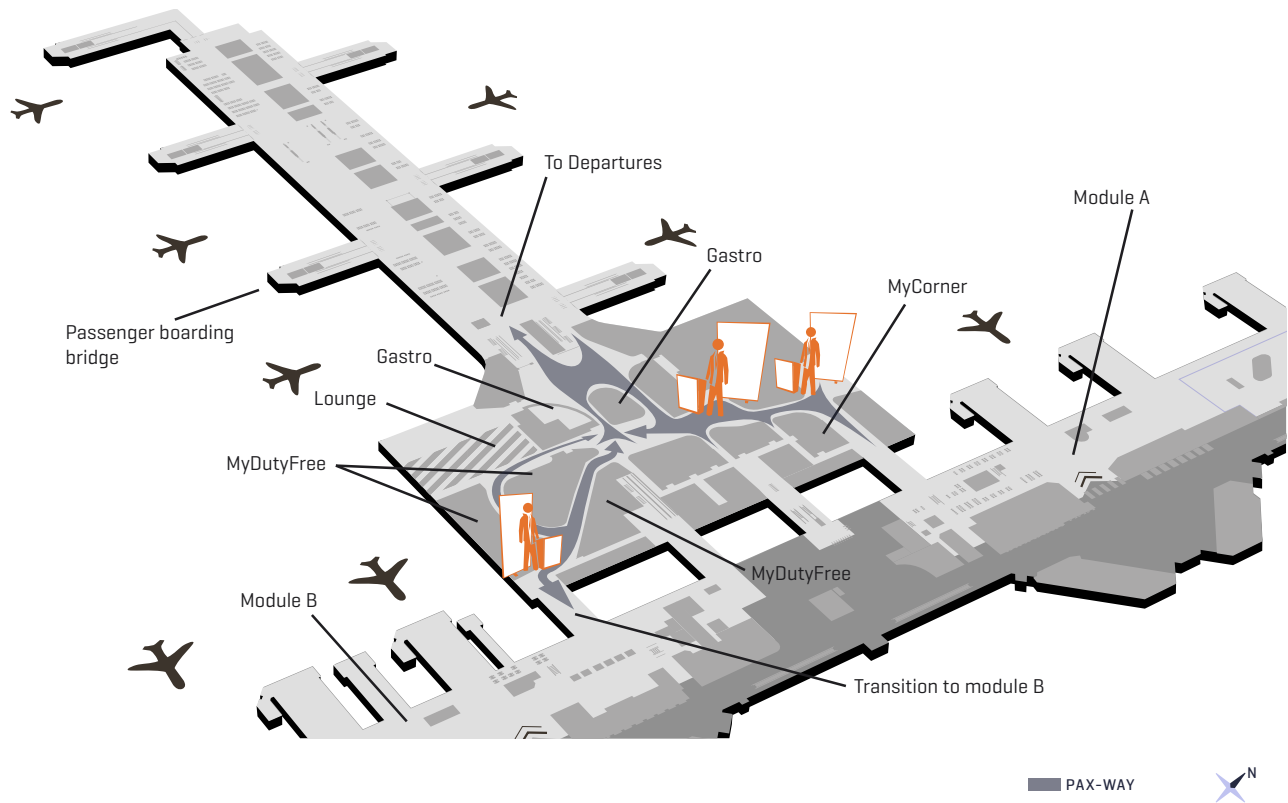 To Departures
Module A
Gastro
MyCorner
Passenger boarding
bridge
Gastro
Lounge
MyDutyFree
MyDutyFree
Module B
Transition to module B
PAX-WAY
N